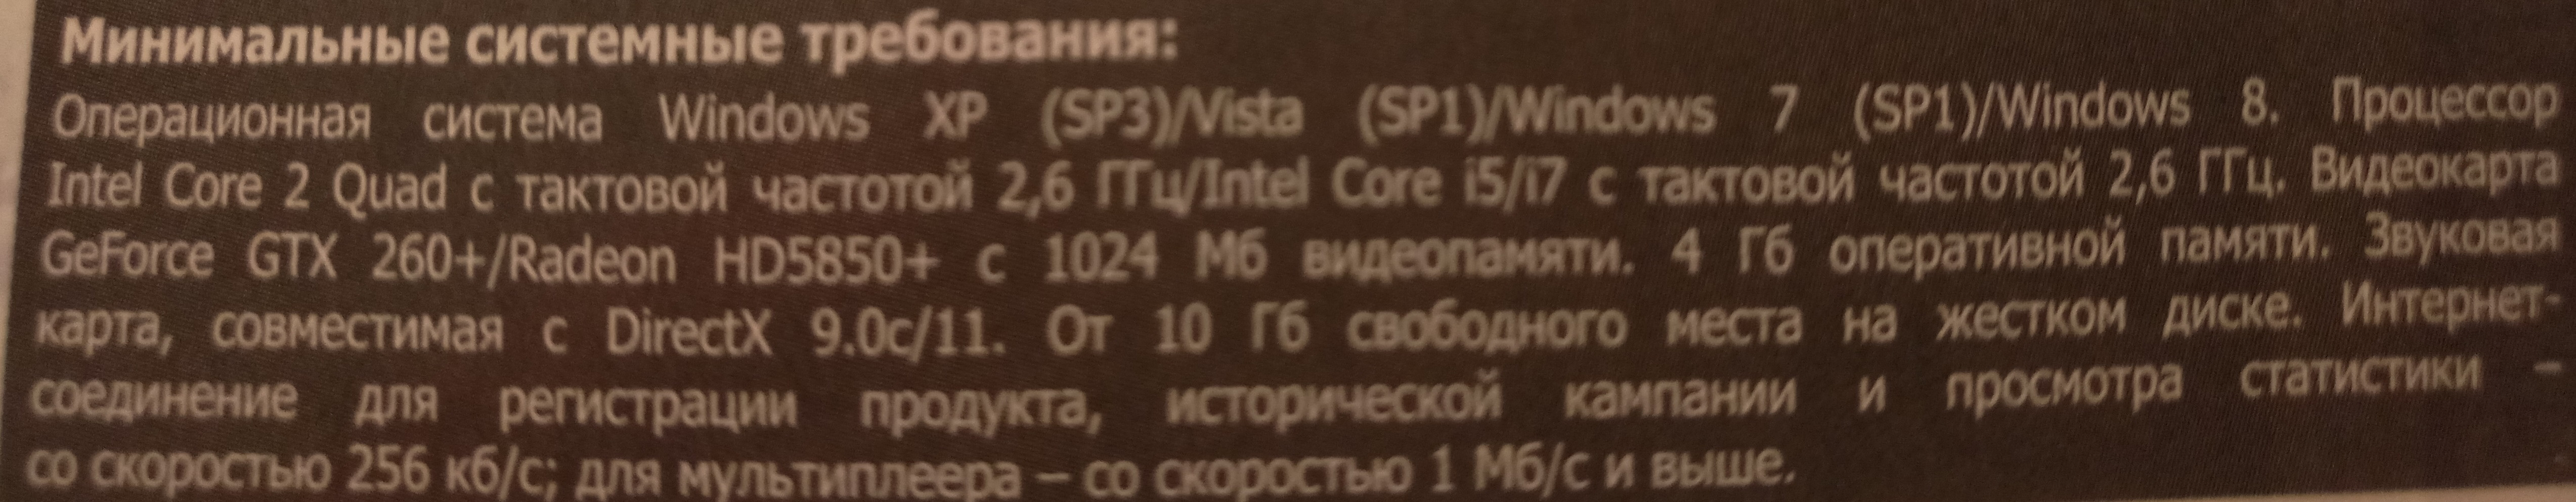 Минимальные системные требования:
Операционная система Windows XP (SP3)/Vista (SP1)/Windows 7 (SP1)/Windows 8. Процессор
Intel Core 2 Quad с тактовой частотой 2,6 ГГц/Intel Core i5/i7 с тактовой частотой 2,6 ГГц. Видеокарта
GeForce GTX 260+/Radeon HD5850+ с 1024 Мб видеопамяти. 4 Гб оперативной памяти. Звуковая
карта, совместимая с DirectX 9.0c/11. От 10 Гб свободного места на жестком диске. Интернет-
соединение для регистрации продукта, исторической кампании и просмотра статистики –
со скоростью 256 кб/с; для мультиплеера – со скоростью 1 Мб/с и выше.